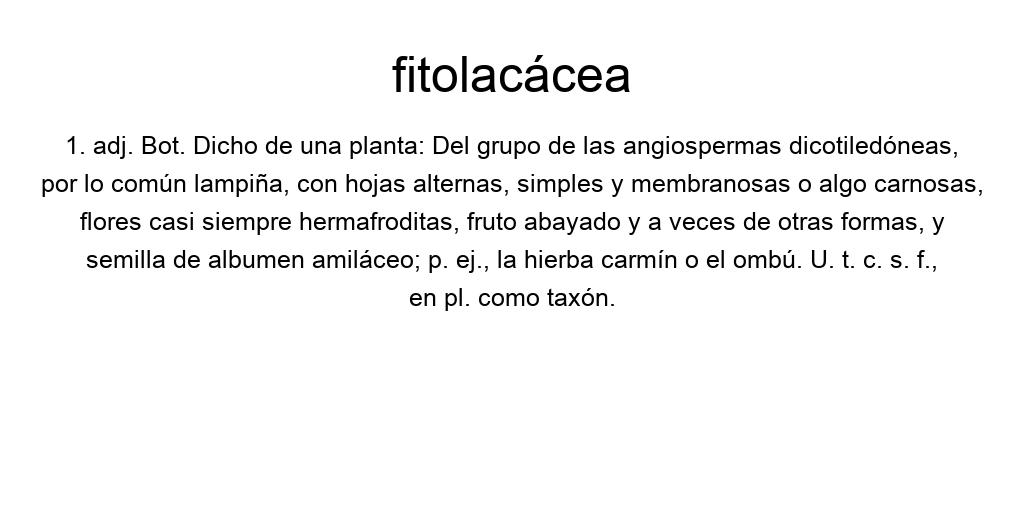 fitolacácea
1. adj. Bot. Dicho de una planta: Del grupo de las angiospermas dicotiledóneas,
por lo común lampiña, con hojas alternas, simples y membranosas o algo carnosas,
flores casi siempre hermafroditas, fruto abayado y a veces de otras formas, y
semilla de albumen amiláceo; p. ej., la hierba carmín o el ombú. U. t. c. s. f.,
en pl. como taxón.